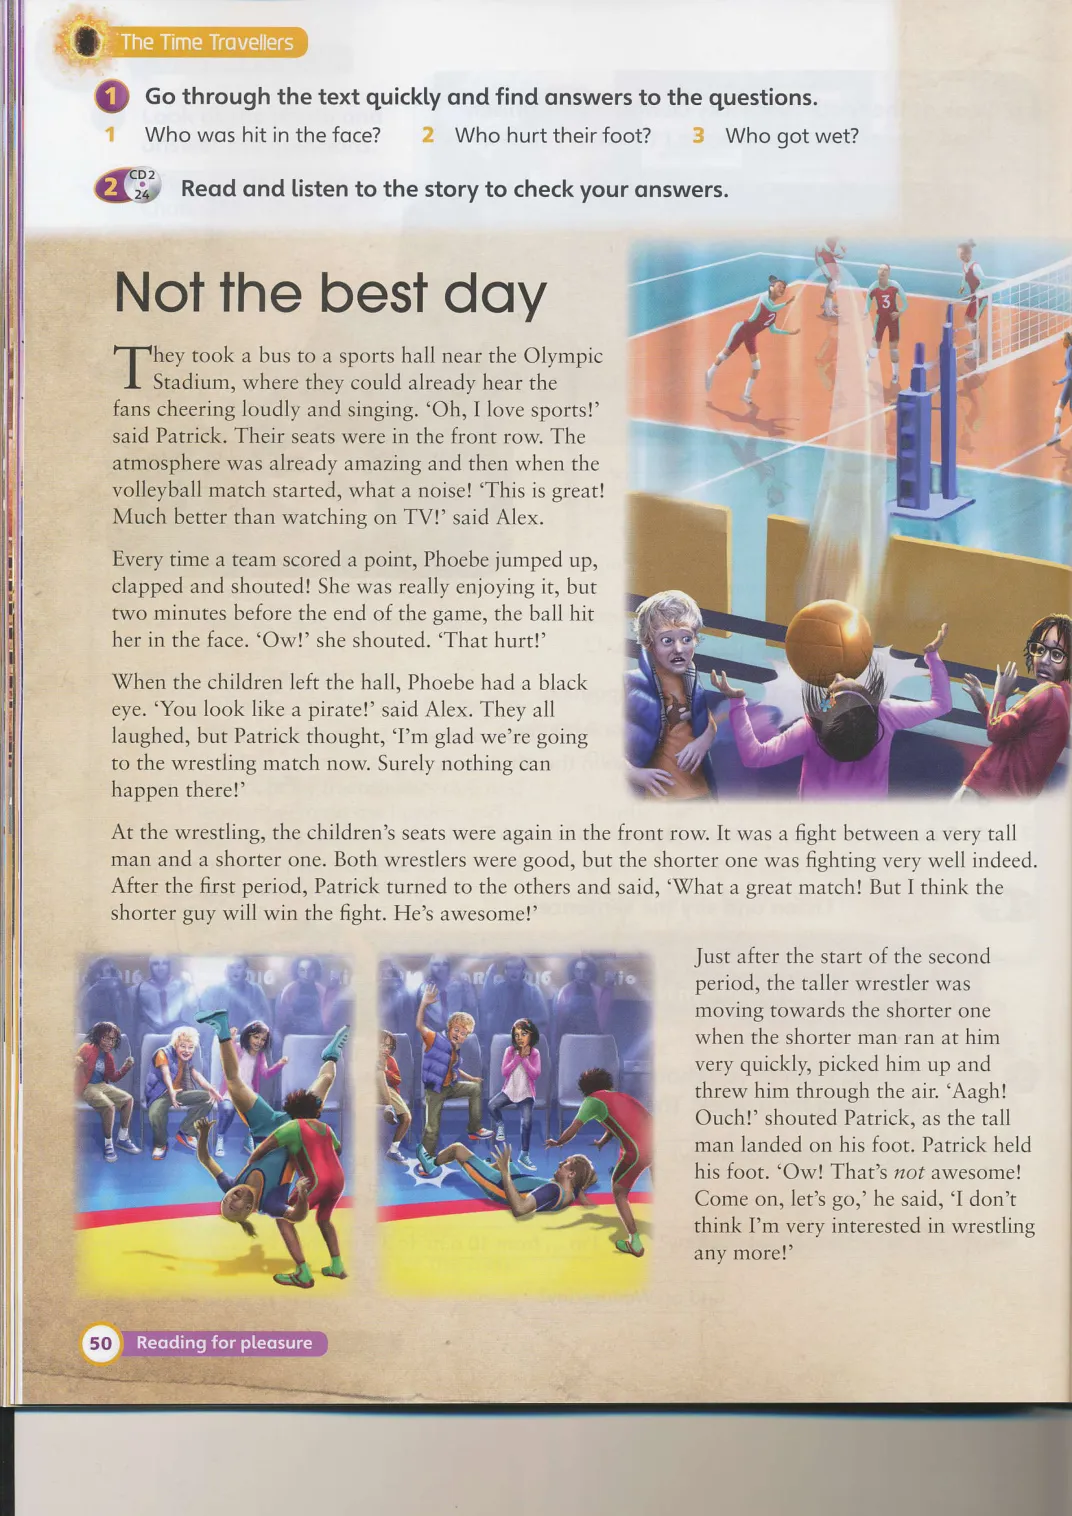 The Time Travellers
1 Go through the text quickly and find answers to the questions.
1 Who was hit in the face? 2 Who hurt their foot? 3 Who got wet?
2 CD2 24 Read and listen to the story to check your answers.
Not the best day
They took a bus to a sports hall near the Olympic
Stadium, where they could already hear the
fans cheering loudly and singing. ‘Oh, I love sports!’
said Patrick. Their seats were in the front row. The
atmosphere was already amazing and then when the
volleyball match started, what a noise! ‘This is great!
Much better than watching on TV!’ said Alex.
Every time a team scored a point, Phoebe jumped up,
clapped and shouted! She was really enjoying it, but
two minutes before the end of the game, the ball hit
her in the face. ‘Ow!’ she shouted. ‘That hurt!’
When the children left the hall, Phoebe had a black
eye. ‘You look like a pirate!’ said Alex. They all
laughed, but Patrick thought, ‘I’m glad we’re going
to the wrestling match now. Surely nothing can
happen there!’
2
3
At the wrestling, the children’s seats were again in the front row. It was a fight between a very tall
man and a shorter one. Both wrestlers were good, but the shorter one was fighting very well indeed.
After the first period, Patrick turned to the others and said, ‘What a great match! But I think the
shorter guy will win the fight. He’s awesome!’
Just after the start of the second
period, the taller wrestler was
moving towards the shorter one
when the shorter man ran at him
very quickly, picked him up and
threw him through the air. ‘Aagh!
Ouch!’ shouted Patrick, as the tall
man landed on his foot. Patrick held
his foot. ‘Ow! That’s not awesome!
Come on, let’s go,’ he said, ‘I don’t
think I’m very interested in wrestling
any more!’
50 Reading for pleasure